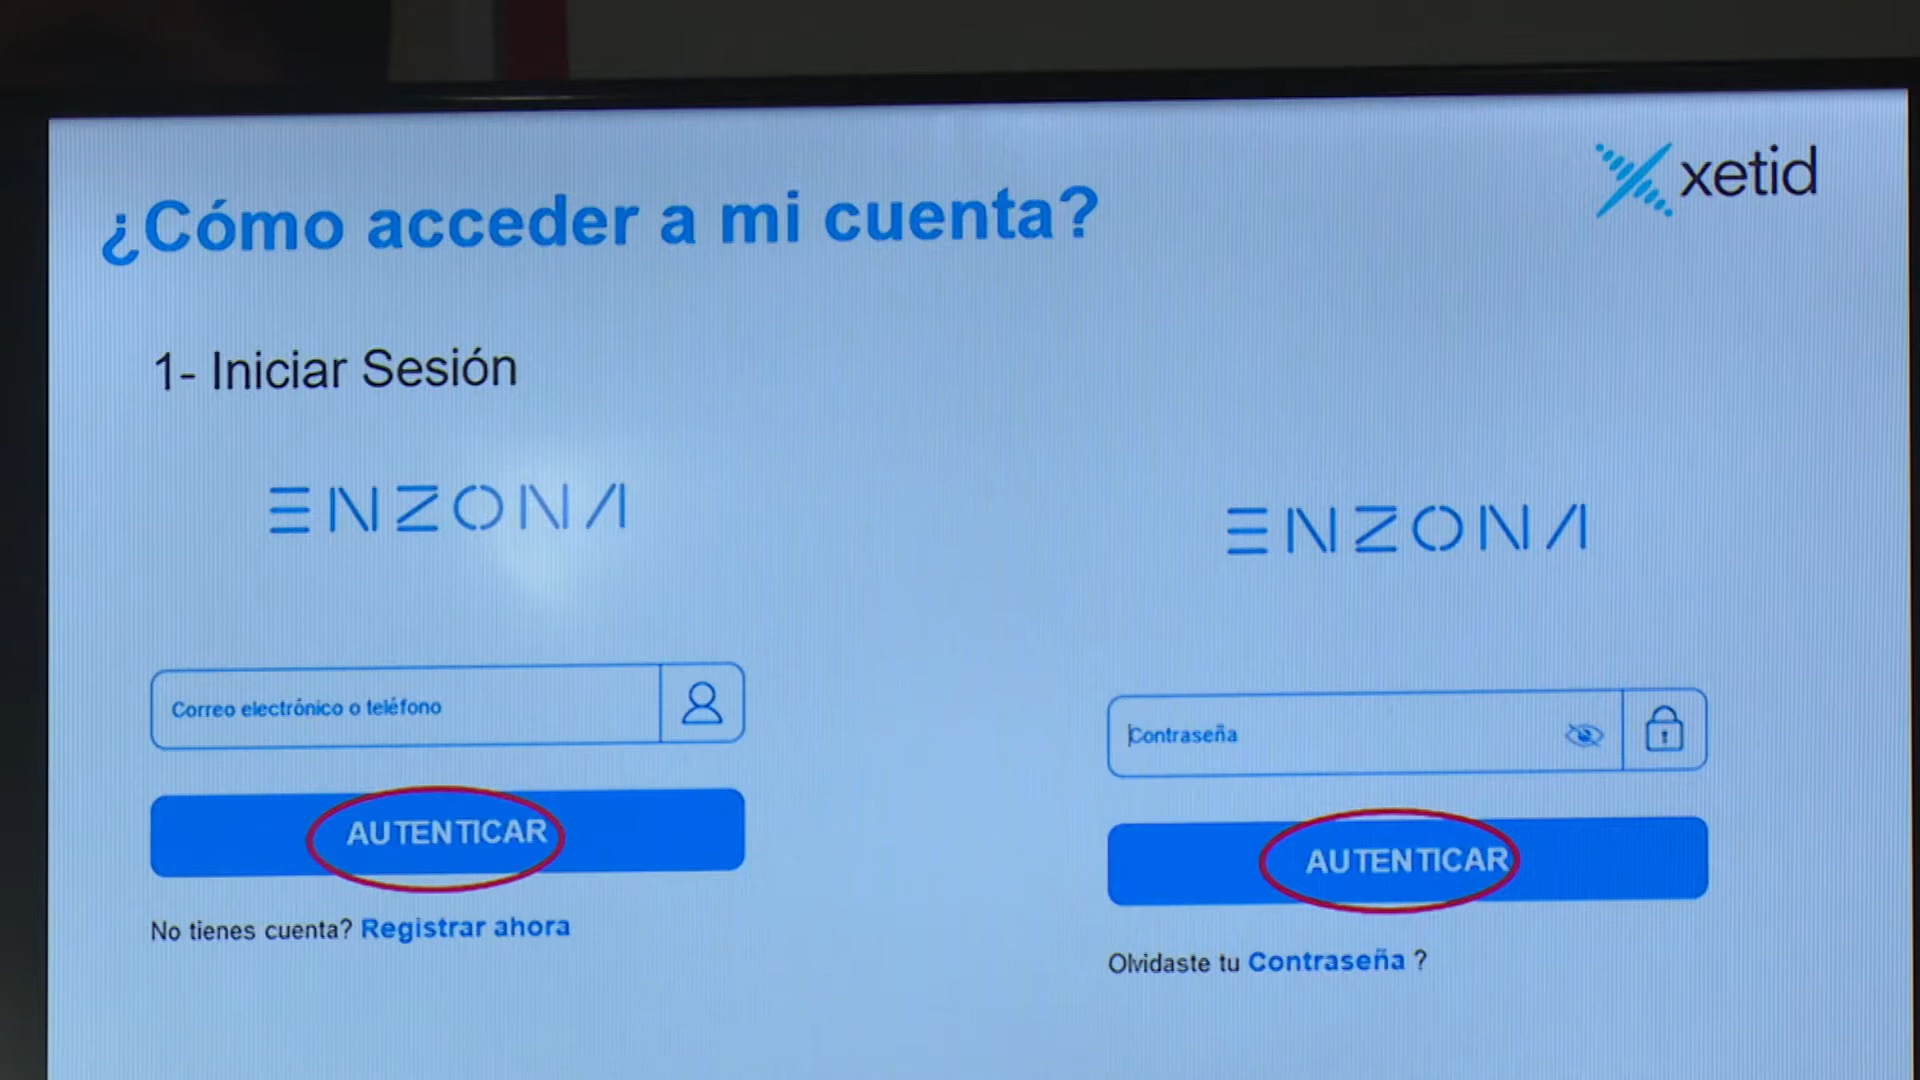 xetid
¿Cómo acceder a mi cuenta?
1- Iniciar Sesión
ENZONA
Correo electrónico o teléfono
AUTENTICAR
No tienes cuenta? Registrar ahora
ENZONA
Contraseña
AUTENTICAR
Olvidaste tu Contraseña ?